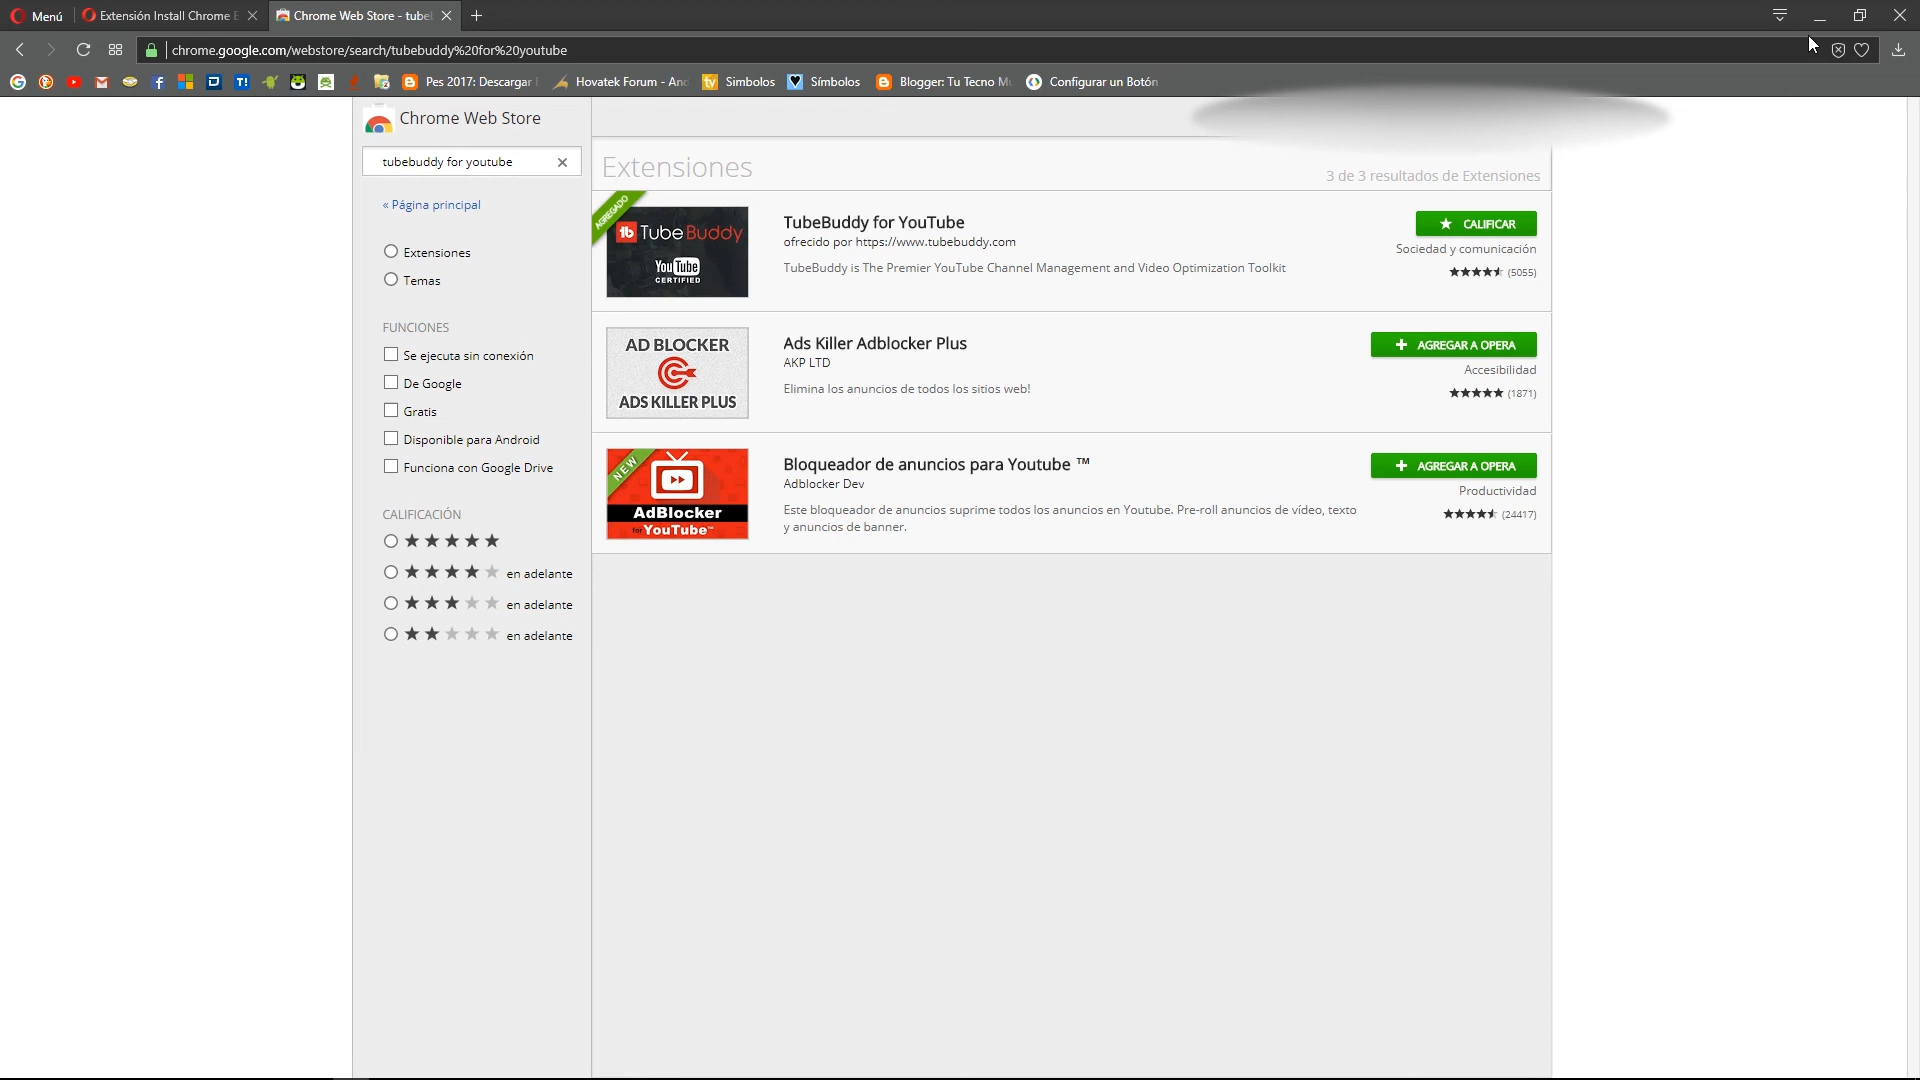 Menú
Extensión Install Chrome E
Chrome Web Store - tube
chrome.google.com/webstore/search/tubebuddy%20for%20youtube
Pes 2017: Descargar
Hovatek Forum - And
tv Simbolos
Símbolos
Blogger: Tu Tecno Mu
Configurar un Botón
Chrome Web Store
tubebuddy for youtube
« Página principal
Extensiones
Temas
FUNCIONES
Se ejecuta sin conexión
De Google
Gratis
Disponible para Android
Funciona con Google Drive
CALIFICACIÓN
en adelante
en adelante
en adelante
Extensiones
3 de 3 resultados de Extensiones
AGREGADO
TubeBuddy
YouTube
CERTIFIED
TubeBuddy for YouTube
ofrecido por https://www.tubebuddy.com
TubeBuddy is The Premier YouTube Channel Management and Video Optimization Toolkit
CALIFICAR
Sociedad y comunicación
(5055)
AD BLOCKER
ADS KILLER PLUS
Ads Killer Adblocker Plus
AKP LTD
Elimina los anuncios de todos los sitios web!
AGREGAR A OPERA
Accesibilidad
(1871)
NEW
AdBlocker
for YouTube™
Bloqueador de anuncios para Youtube ™
Adblocker Dev
Este bloqueador de anuncios suprime todos los anuncios en Youtube. Pre-roll anuncios de vídeo, texto
y anuncios de banner.
AGREGAR A OPERA
Productividad
(24417)